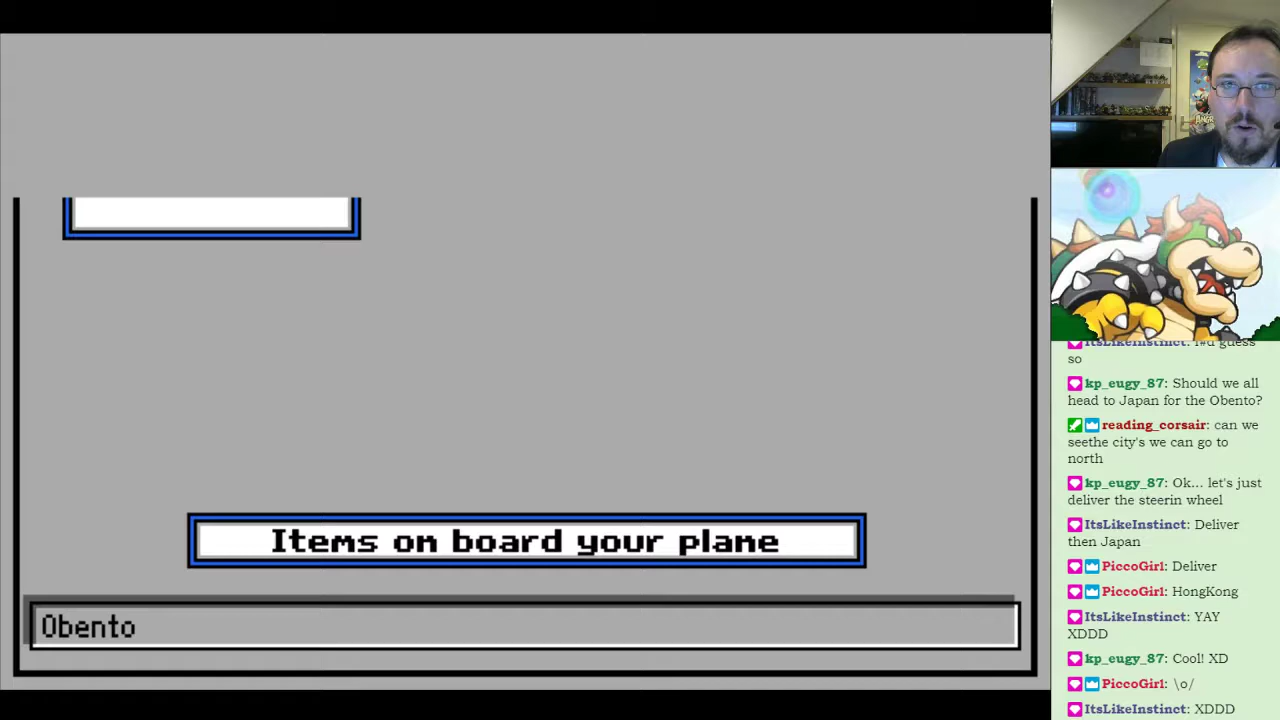 Items on board your plane
Obento
ItsLikeInstinct: I#d guess
so
kp_eugy_87: Should we all
head to Japan for the Obento?
reading_corsair: can we
seethe city's we can go to
north
kp_eugy_87: Ok... let's just
deliver the steerin wheel
ItsLikeInstinct: Deliver
then Japan
PiccoGirl: Deliver
PiccoGirl: HongKong
ItsLikeInstinct: YAY
XDDD
kp_eugy_87: Cool! XD
PiccoGirl: \o/
ItsLikeInstinct: XDDD